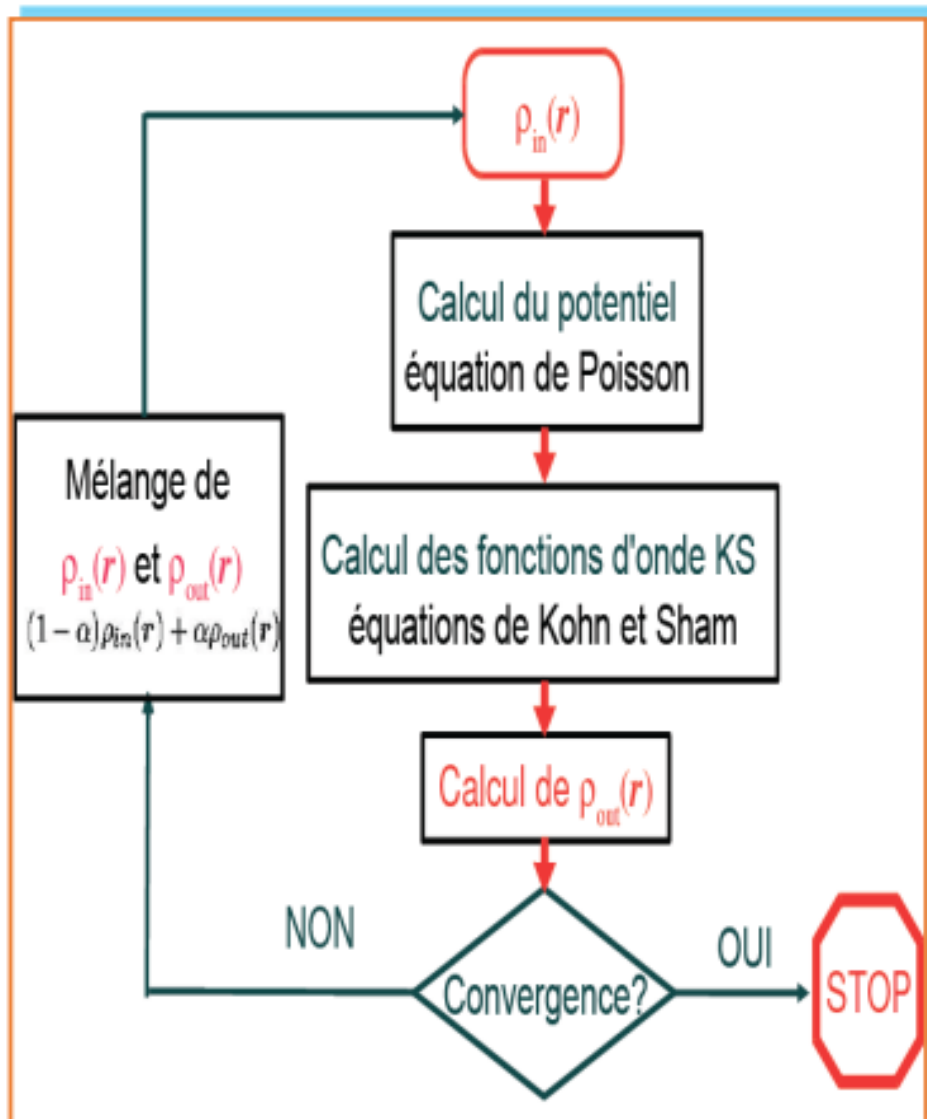 ρin(r)
Calcul du potentiel
équation de Poisson
Mélange de
ρin(r) et ρout(r)
(1 − α)ρin(r) + αρout(r)
Calcul des fonctions d'onde KS
équations de Kohn et Sham
Calcul de ρout(r)
NON
OUI
Convergence?
STOP